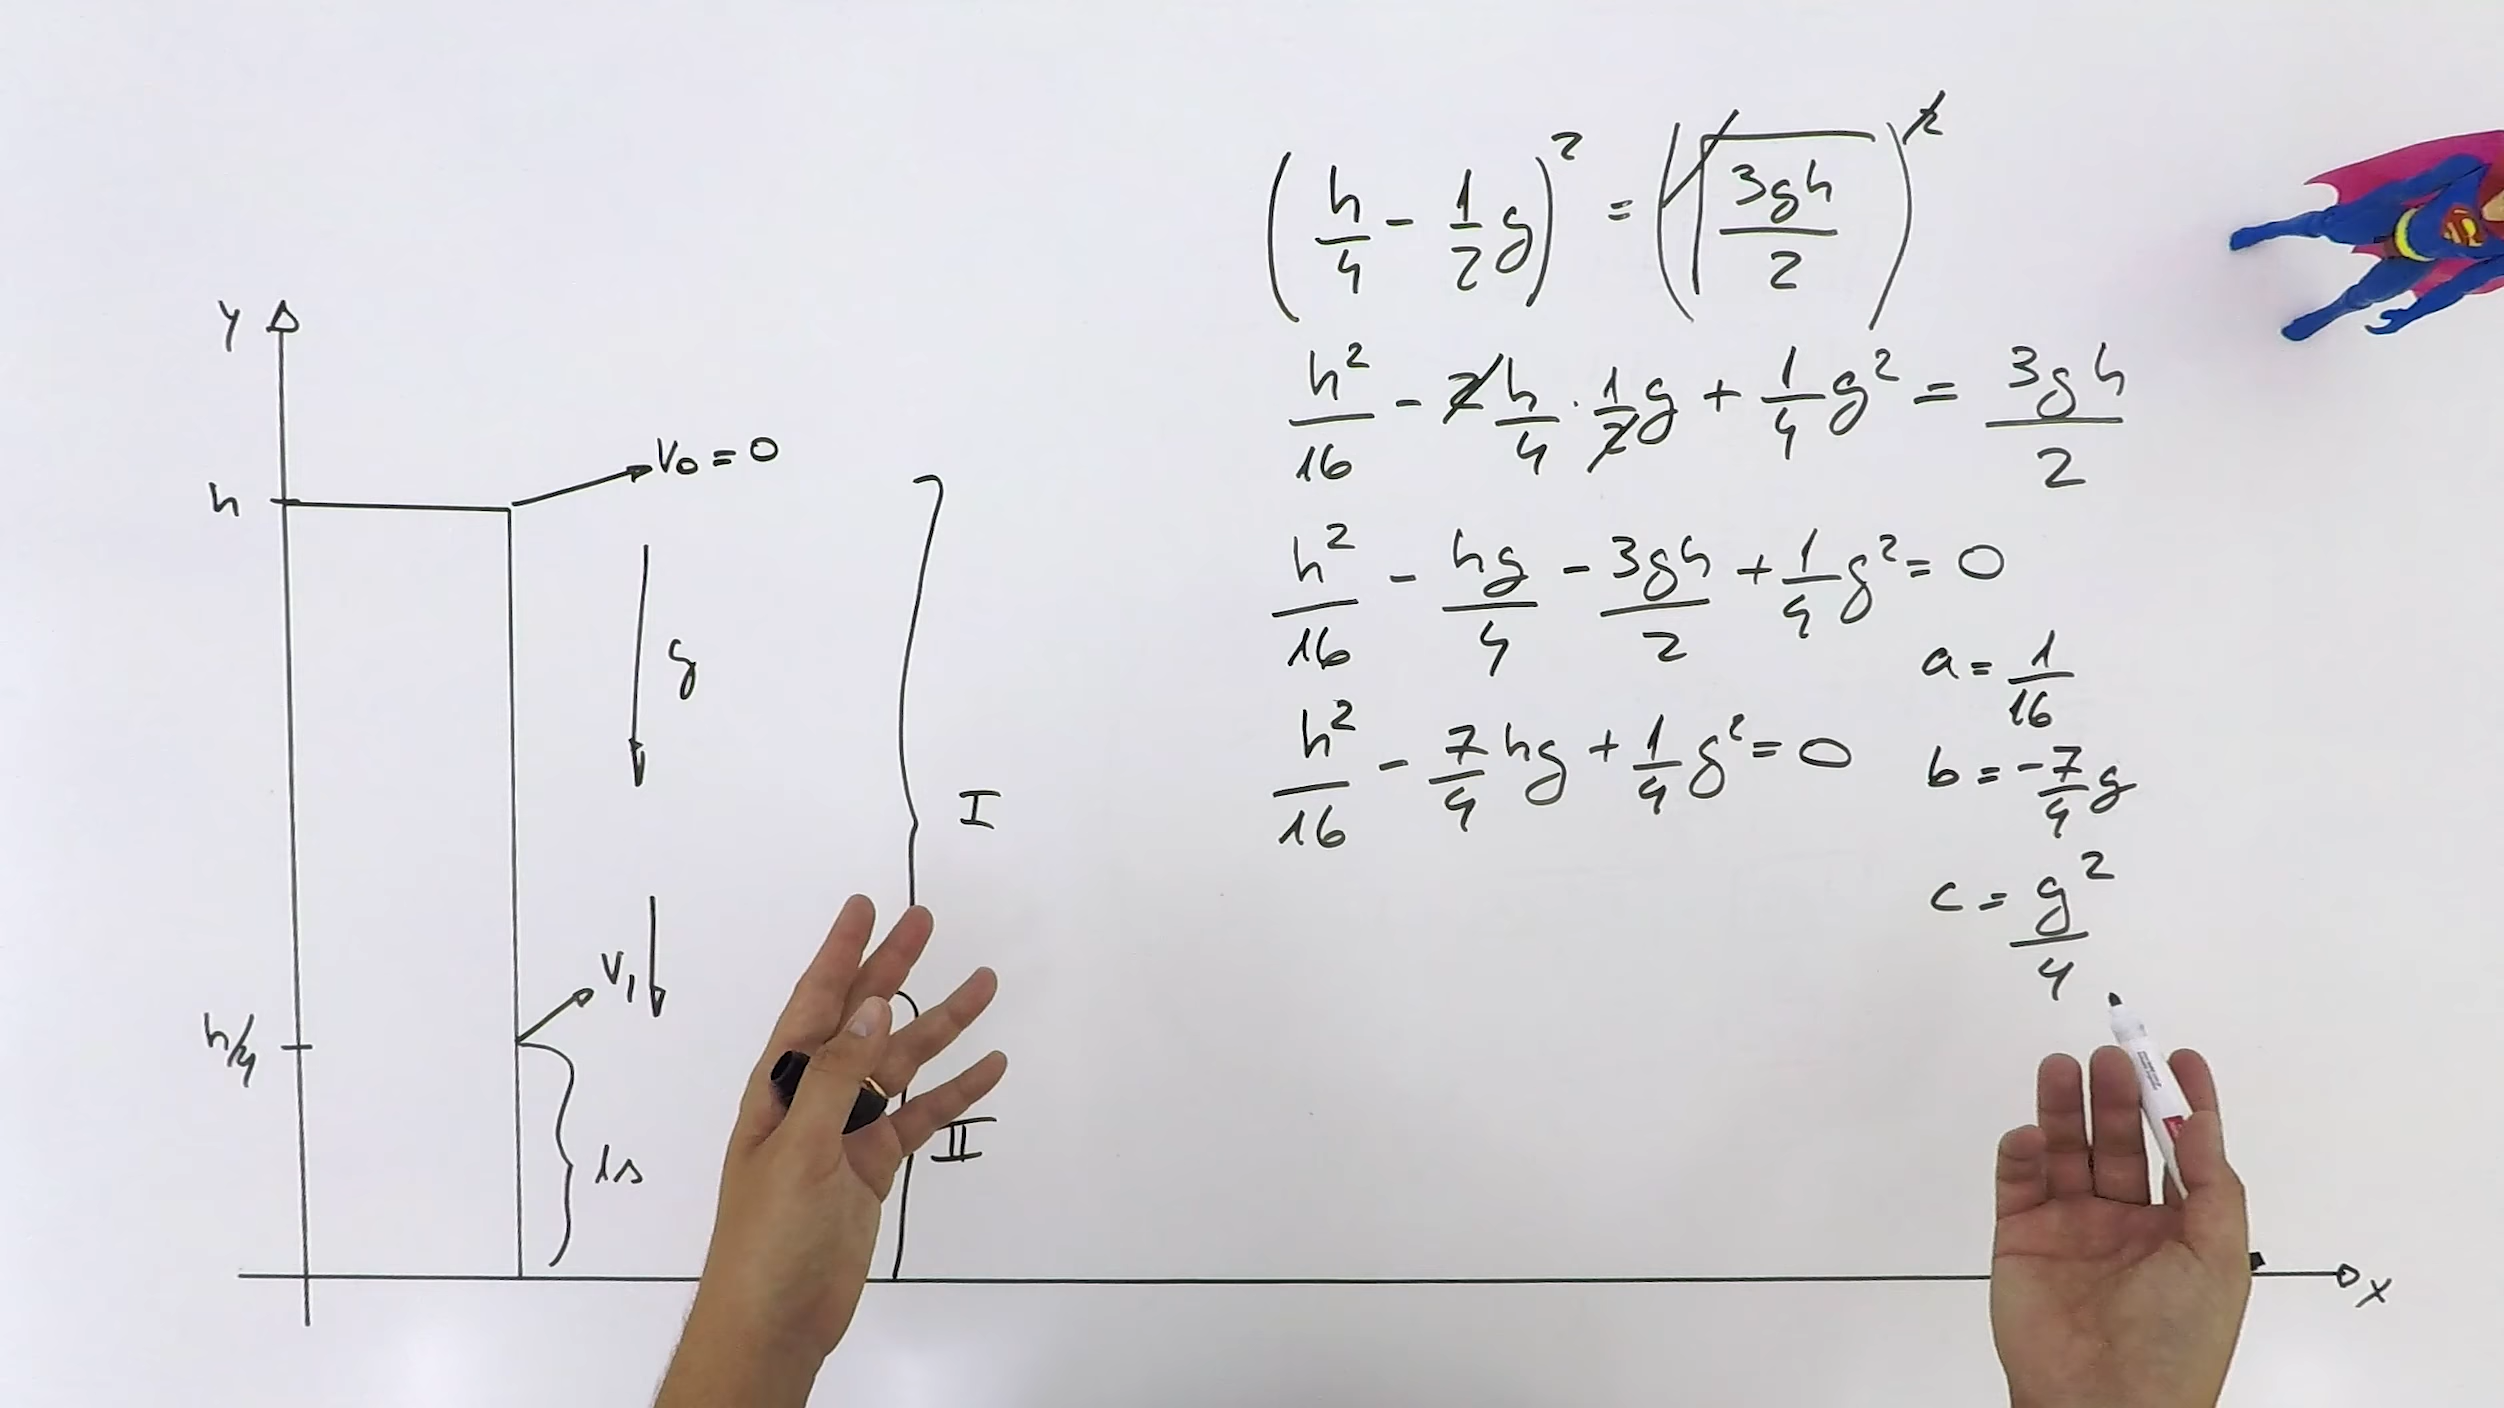 y
h
v₀ = 0
g
I
v₁
h/4
1s
II
x
(h/4 - 1/2 g)² = (√(3gh/2))²
h²/16 - 2 h/4 · 1/2 g + 1/4 g² = 3gh/2
h²/16 - hg/4 - 3gh/2 + 1/4 g² = 0
h²/16 - 7/4 hg + 1/4 g² = 0
a = 1/16
b = -7/4 g
c = g²/4